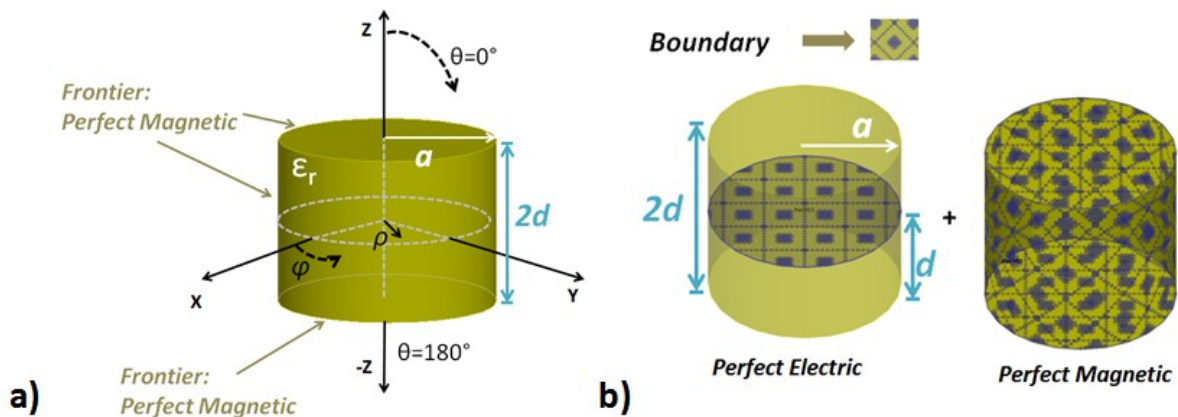 Z
θ=0°
Frontier:
Perfect Magnetic
a
εr
2d
ρ
φ
X
Y
θ=180°
-Z
Frontier:
Perfect Magnetic
a)
Boundary
a
2d
+
d
Perfect Electric
Perfect Magnetic
b)